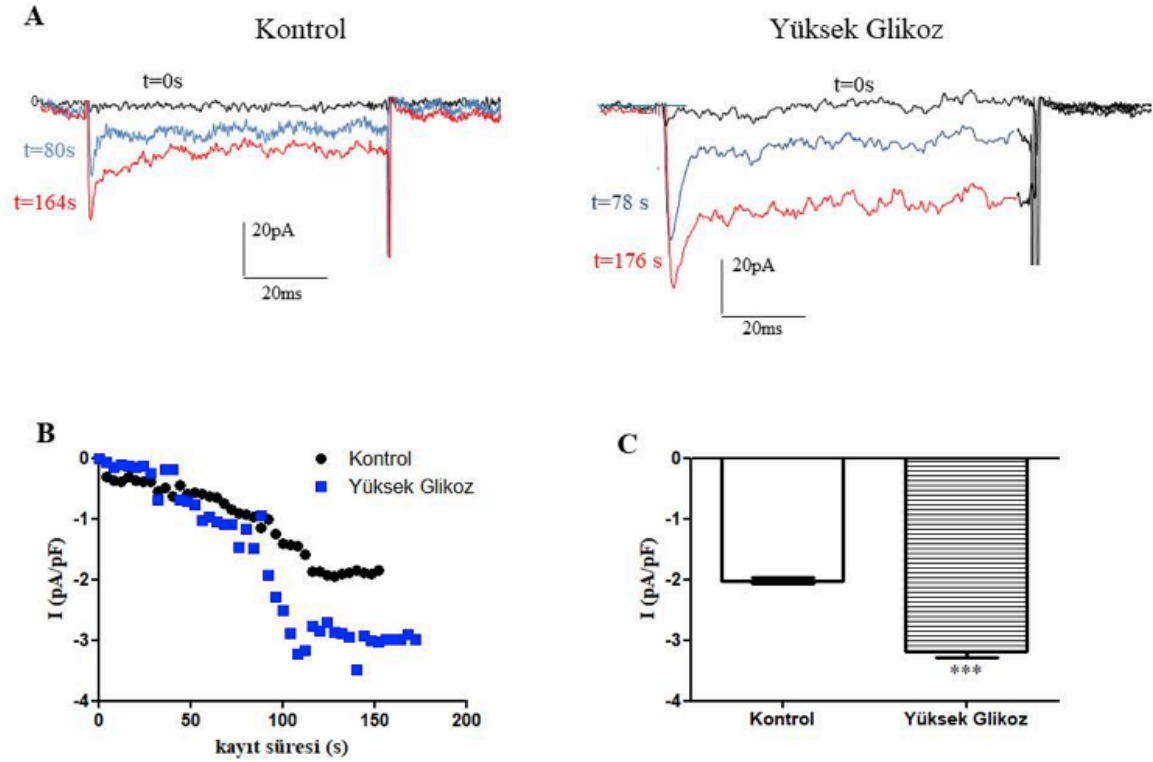 A
Kontrol
Yüksek Glikoz
t=0s
0
t=80s
t=164s
20pA
20ms
t=0s
t=78 s
t=176 s
20pA
20ms
B
Kontrol
Yüksek Glikoz
I (pA/pF)
0
-1
-2
-3
-4
0 50 100 150 200
kayıt süresi (s)
C
I (pA/pF)
0
-1
-2
-3
-4
***
Kontrol Yüksek Glikoz